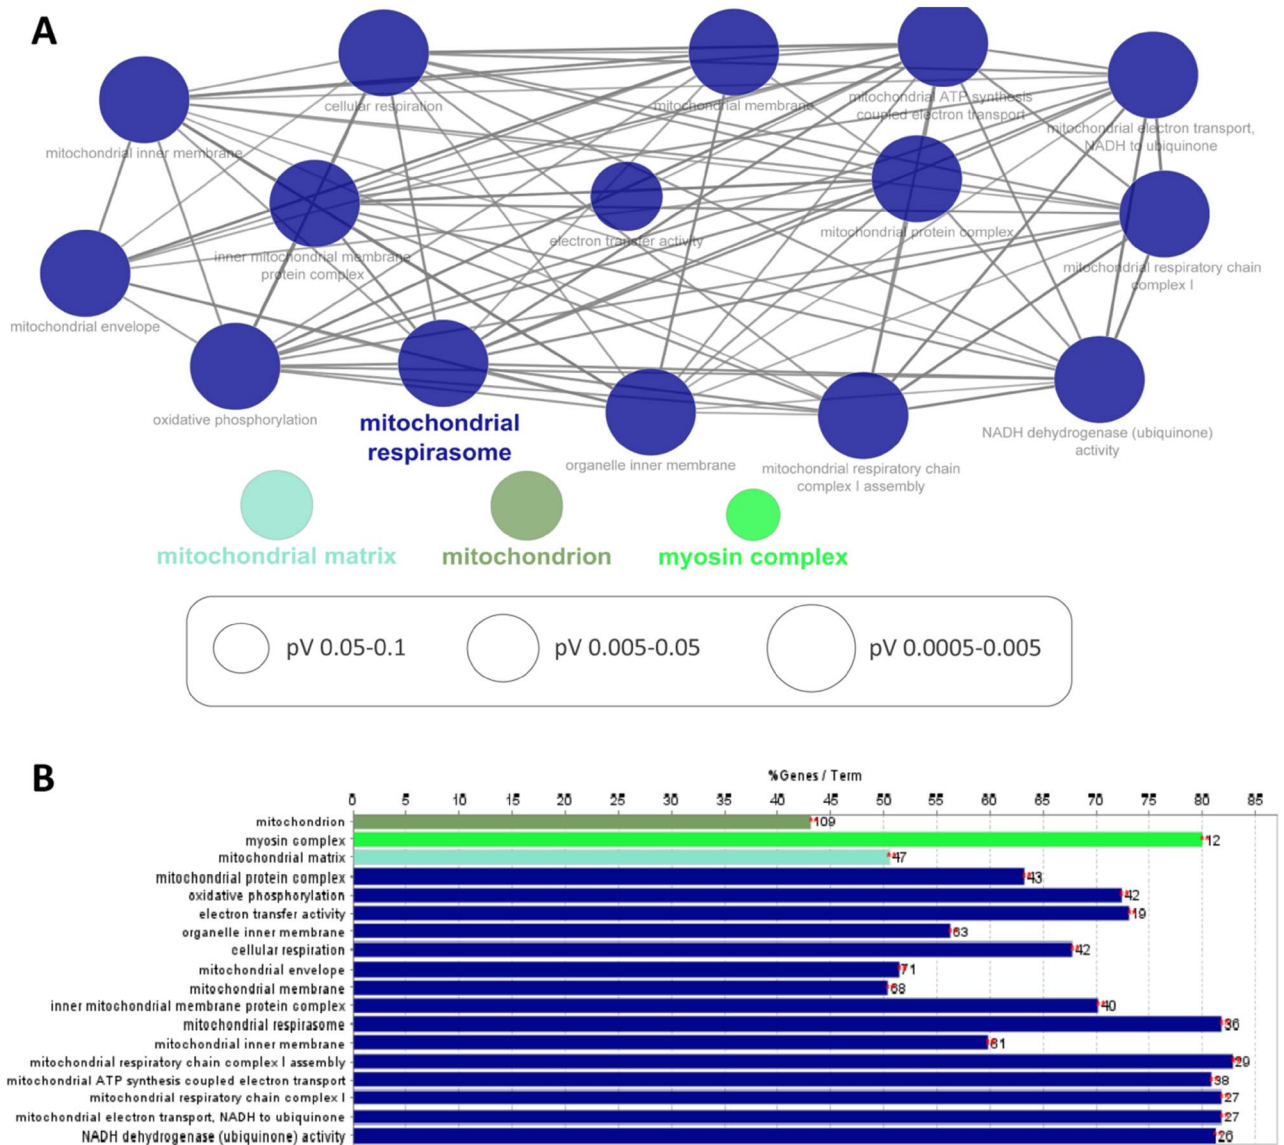 A
cellular respiration
mitochondrial membrane
mitochondrial ATP synthesis
coupled electron transport
mitochondrial electron transport,
NADH to ubiquinone
mitochondrial inner membrane
inner mitochondrial membrane
protein complex
electron transfer activity
mitochondrial protein complex
mitochondrial respiratory chain
complex I
mitochondrial envelope
oxidative phosphorylation
mitochondrial
respirasome
organelle inner membrane
mitochondrial respiratory chain
complex I assembly
NADH dehydrogenase (ubiquinone)
activity
mitochondrial matrix
mitochondrion
myosin complex
pV 0.05-0.1
pV 0.005-0.05
pV 0.0005-0.005
B
%Genes / Term
0 5 10 15 20 25 30 35 40 45 50 55 60 65 70 75 80 85
mitochondrion **109
myosin complex **12
mitochondrial matrix **47
mitochondrial protein complex **43
oxidative phosphorylation **42
electron transfer activity **19
organelle inner membrane **63
cellular respiration **42
mitochondrial envelope **71
mitochondrial membrane **68
inner mitochondrial membrane protein complex **40
mitochondrial respirasome **36
mitochondrial inner membrane **61
mitochondrial respiratory chain complex I assembly **29
mitochondrial ATP synthesis coupled electron transport **38
mitochondrial respiratory chain complex I **27
mitochondrial electron transport, NADH to ubiquinone **27
NADH dehydrogenase (ubiquinone) activity **26